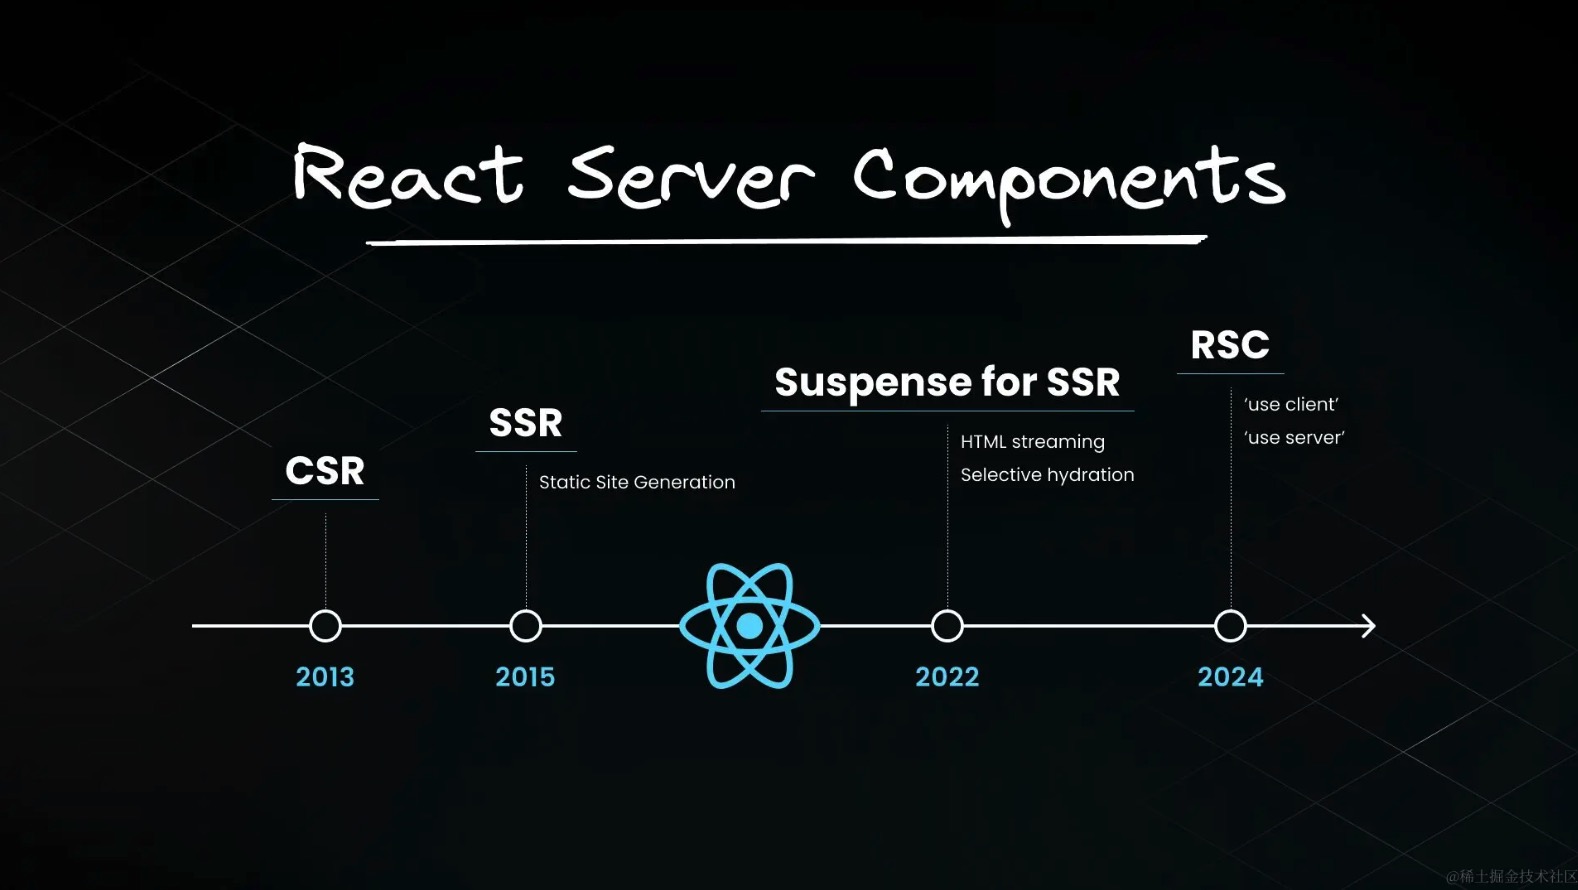 React Server Components
RSC
'use client'
'use server'
Suspense for SSR
HTML streaming
Selective hydration
SSR
Static Site Generation
CSR
2013
2015
2022
2024
@稀土掘金技术社区